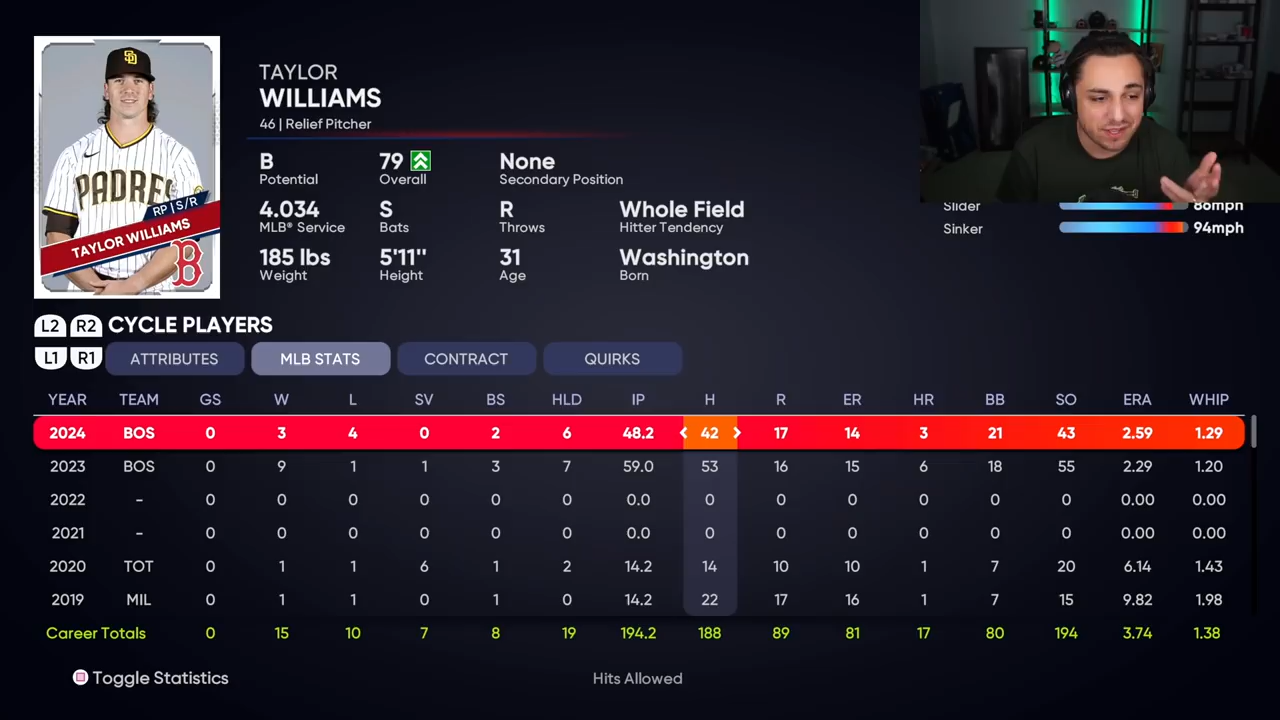 SD
PADRE
RP | S/R
TAYLOR WILLIAMS
B
TAYLOR
WILLIAMS
46 | Relief Pitcher
B
Potential
79
Overall
None
Secondary Position
4.034
MLB® Service
S
Bats
R
Throws
Whole Field
Hitter Tendency
185 lbs
Weight
5'11"
Height
31
Age
Washington
Born
Slider 86mph
Sinker 94mph
L2 R2 CYCLE PLAYERS
L1 R1 ATTRIBUTES MLB STATS CONTRACT QUIRKS
YEAR TEAM GS W L SV BS HLD IP H R ER HR BB SO ERA WHIP
2024 BOS 0 3 4 0 2 6 48.2 42 17 14 3 21 43 2.59 1.29
2023 BOS 0 9 1 1 3 7 59.0 53 16 15 6 18 55 2.29 1.20
2022 - 0 0 0 0 0 0 0.0 0 0 0 0 0 0 0.00 0.00
2021 - 0 0 0 0 0 0 0.0 0 0 0 0 0 0 0.00 0.00
2020 TOT 0 1 1 6 1 2 14.2 14 10 10 1 7 20 6.14 1.43
2019 MIL 0 1 1 0 1 0 14.2 22 17 16 1 7 15 9.82 1.98
Career Totals 0 15 10 7 8 19 194.2 188 89 81 17 80 194 3.74 1.38
Toggle Statistics
Hits Allowed